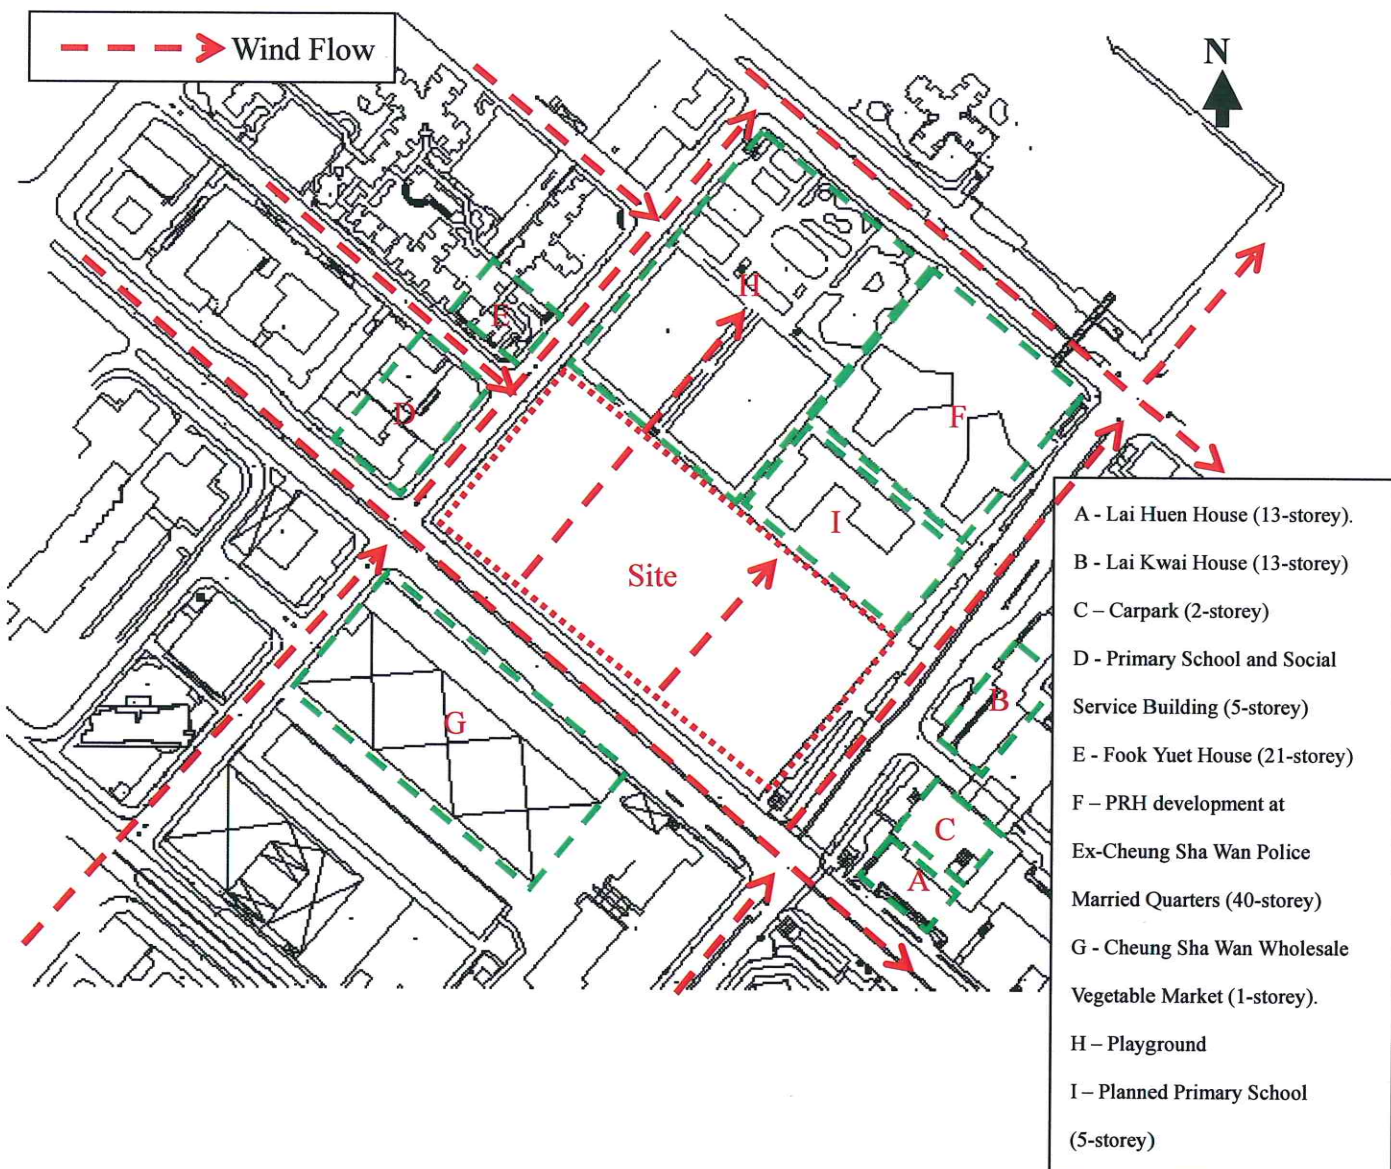 Wind Flow
N
H
E
D
F
I
Site
B
G
C
A
A - Lai Huen House (13-storey).
B - Lai Kwai House (13-storey)
C – Carpark (2-storey)
D - Primary School and Social
Service Building (5-storey)
E - Fook Yuet House (21-storey)
F – PRH development at
Ex-Cheung Sha Wan Police
Married Quarters (40-storey)
G - Cheung Sha Wan Wholesale
Vegetable Market (1-storey).
H – Playground
I – Planned Primary School
(5-storey)